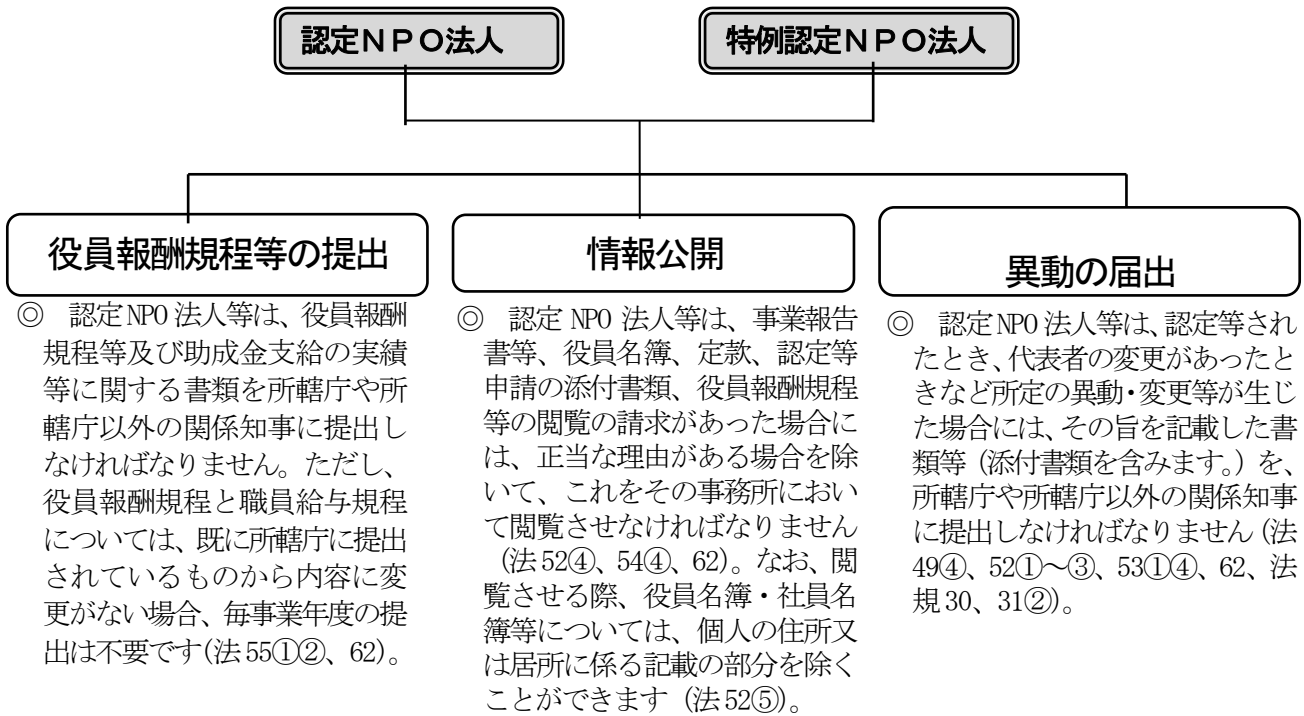 認定ＮＰＯ法人
特例認定ＮＰＯ法人
役員報酬規程等の提出
◎　認定NPO 法人等は、役員報酬
規程等及び助成金支給の実績
等に関する書類を所轄庁や所
轄庁以外の関係知事に提出し
なければなりません。ただし、
役員報酬規程と職員給与規程
については、既に所轄庁に提出
されているものから内容に変
更がない場合、毎事業年度の提
出は不要です(法55①②、62)。
情報公開
◎　認定 NPO 法人等は、事業報告
書等、役員名簿、定款、認定等
申請の添付書類、役員報酬規程
等の閲覧の請求があった場合に
は、正当な理由がある場合を除
いて、これをその事務所におい
て閲覧させなければなりません
（法52④、54④、62）。なお、閲
覧させる際、役員名簿・社員名
簿等については、個人の住所又
は居所に係る記載の部分を除く
ことができます（法52⑤）。
異動の届出
◎　認定NPO 法人等は、認定等され
たとき、代表者の変更があったと
きなど所定の異動・変更等が生じ
た場合には、その旨を記載した書
類等（添付書類を含みます。）を、
所轄庁や所轄庁以外の関係知事
に提出しなければなりません（法
49④、52①～③、53①④、62、法
規30、31②）。